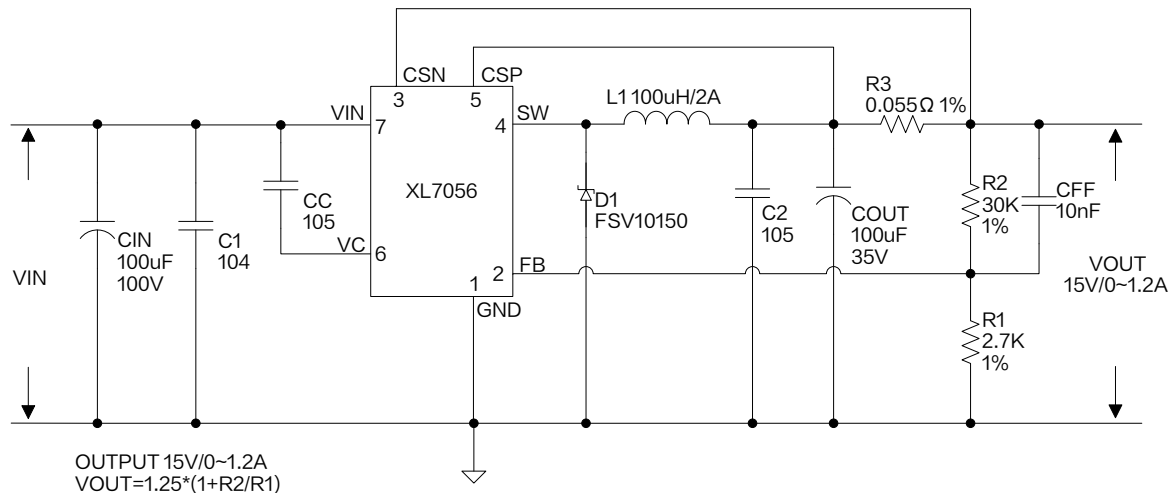 CSN
CSP
3
5
VIN
7
SW
4
L1 100uH/2A
R3
0.055Ω 1%
XL7056
CC
105
VC
6
CIN
100uF
100V
C1
104
VIN
D1
FSV10150
C2
105
COUT
100uF
35V
R2
30K
1%
CFF
10nF
2
FB
1
GND
VOUT
15V/0~1.2A
R1
2.7K
1%
OUTPUT 15V/0~1.2A
VOUT=1.25*(1+R2/R1)